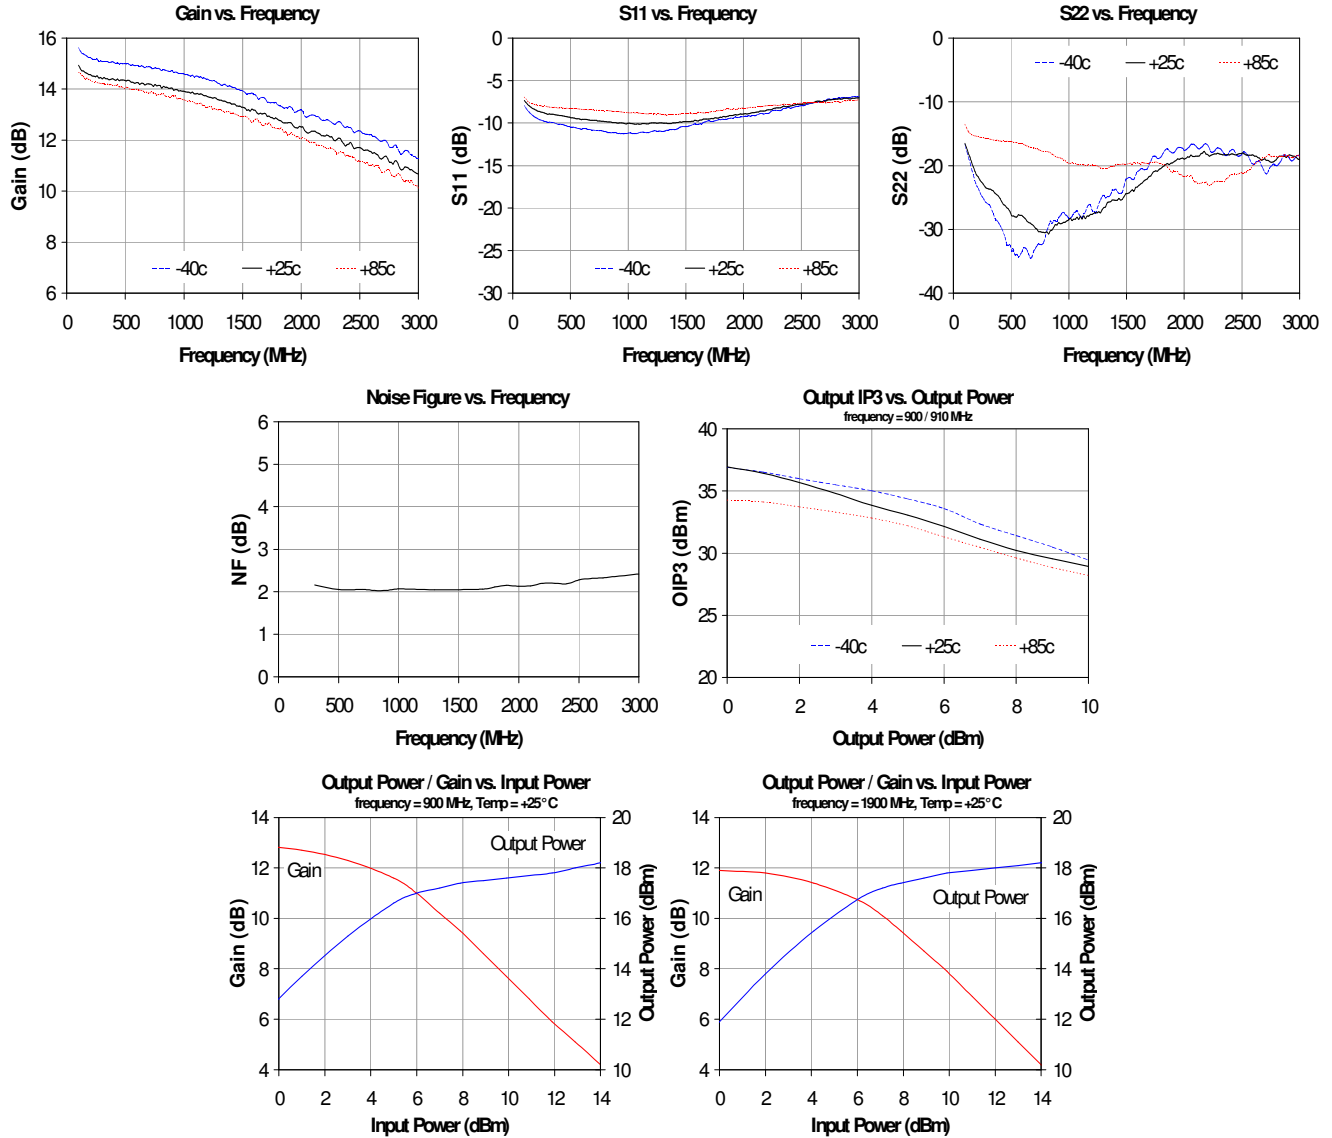 Gain vs. Frequency
16
14
12
10
8
6
Gain (dB)
-40c +25c +85c
0 500 1000 1500 2000 2500 3000
Frequency (MHz)
S11 vs. Frequency
0
-5
-10
-15
-20
-25
-30
S11 (dB)
-40c +25c +85c
0 500 1000 1500 2000 2500 3000
Frequency (MHz)
S22 vs. Frequency
0
-10
-20
-30
-40
S22 (dB)
-40c +25c +85c
0 500 1000 1500 2000 2500 3000
Frequency (MHz)
Noise Figure vs. Frequency
6
5
4
3
2
1
0
NF (dB)
0 500 1000 1500 2000 2500 3000
Frequency (MHz)
Output IP3 vs. Output Power
frequency = 900 / 910 MHz
40
35
30
25
20
OIP3 (dBm)
-40c +25c +85c
0 2 4 6 8 10
Output Power (dBm)
Output Power / Gain vs. Input Power
frequency = 900 MHz, Temp = +25° C
14
12
10
8
6
4
Gain (dB)
Gain
Output Power
20
18
16
14
12
10
Output Power (dBm)
0 2 4 6 8 10 12 14
Input Power (dBm)
Output Power / Gain vs. Input Power
frequency = 1900 MHz, Temp = +25° C
14
12
10
8
6
4
Gain (dB)
Gain
Output Power
20
18
16
14
12
10
Output Power (dBm)
0 2 4 6 8 10 12 14
Input Power (dBm)